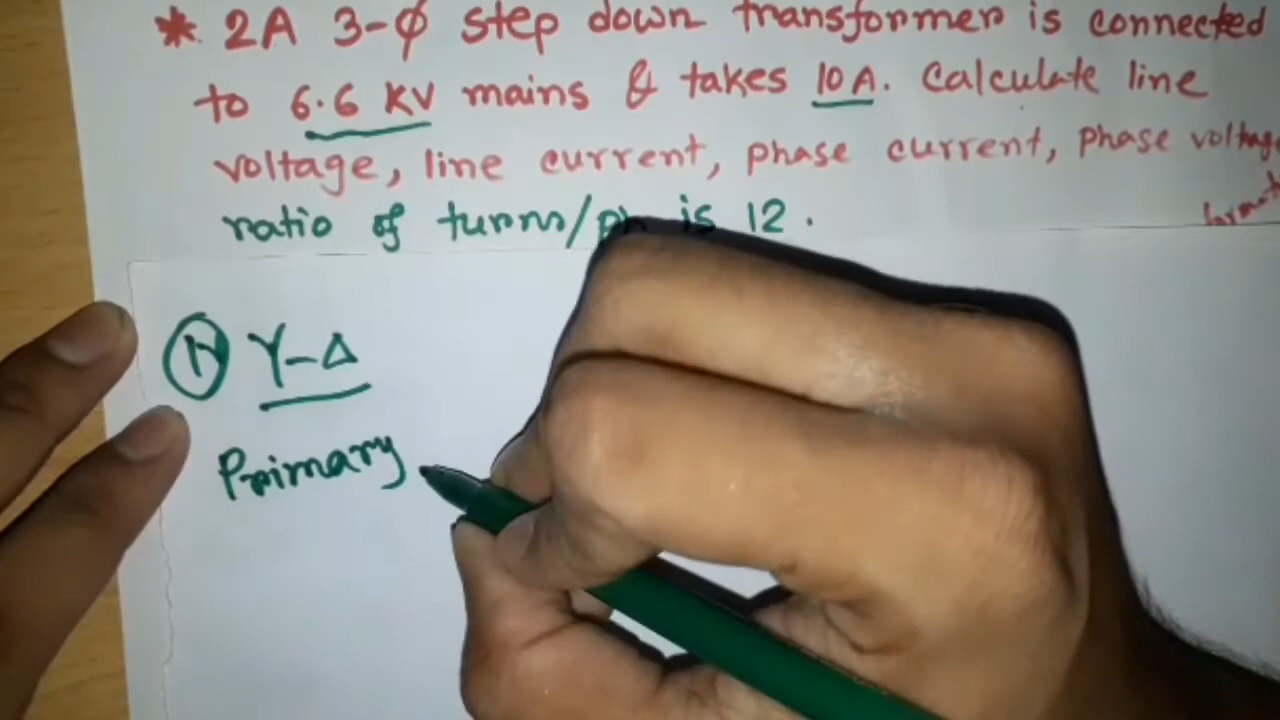 * 2A 3-φ step down transformer is connected
to 6.6 KV mains & takes 10A. Calculate line
voltage, line current, phase current, phase voltage
ratio of turns/ph is 12.
① Y-Δ
Primary